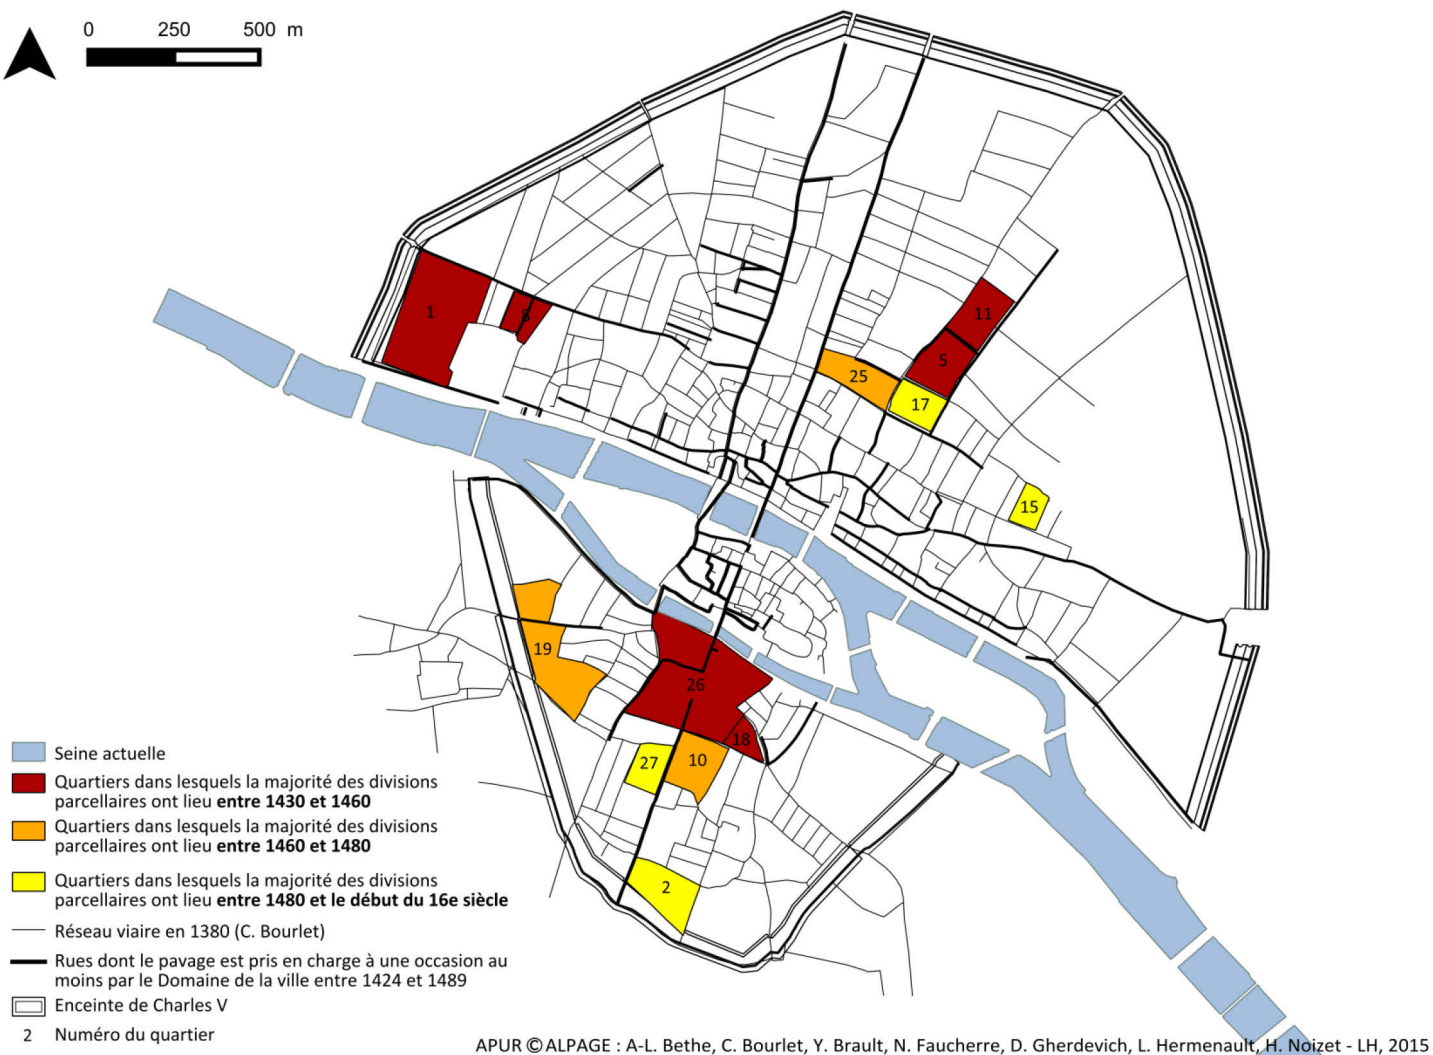 0 250 500 m
1
8
11
5
25
17
15
19
26
18
27
10
2
Seine actuelle
Quartiers dans lesquels la majorité des divisions
parcellaires ont lieu entre 1430 et 1460
Quartiers dans lesquels la majorité des divisions
parcellaires ont lieu entre 1460 et 1480
Quartiers dans lesquels la majorité des divisions
parcellaires ont lieu entre 1480 et le début du 16e siècle
Réseau viaire en 1380 (C. Bourlet)
Rues dont le pavage est pris en charge à une occasion au
moins par le Domaine de la ville entre 1424 et 1489
Enceinte de Charles V
2 Numéro du quartier
APUR © ALPAGE : A-L. Bethe, C. Bourlet, Y. Brault, N. Faucherre, D. Gherdevich, L. Hermenault, H. Noizet - LH, 2015